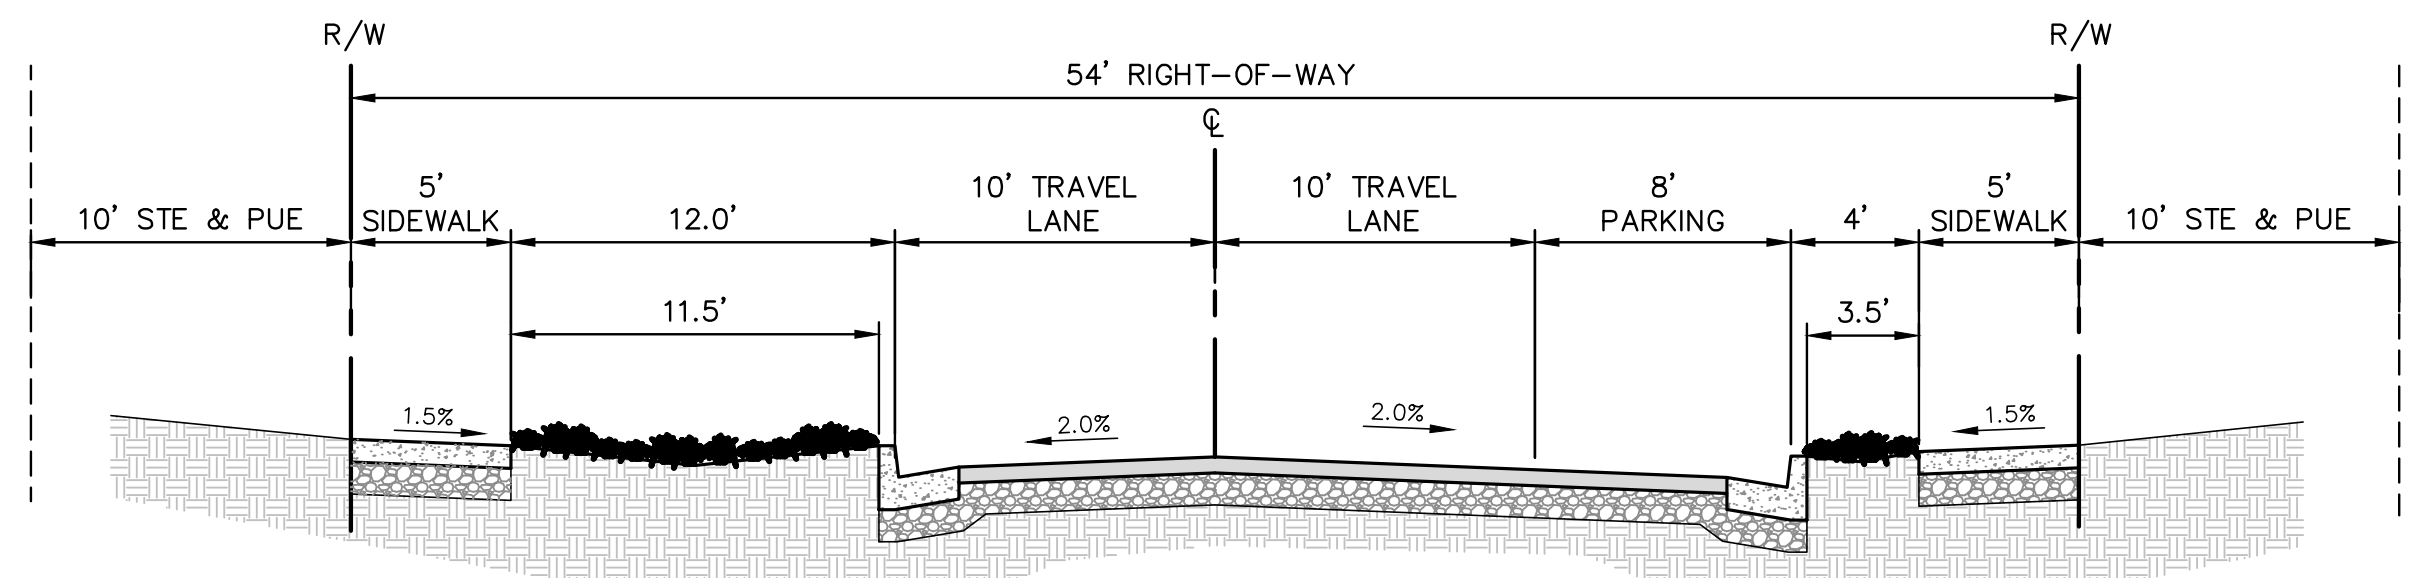 R/W
R/W
54' RIGHT-OF-WAY
℄
10' STE & PUE
5'
SIDEWALK
12.0'
10' TRAVEL
LANE
10' TRAVEL
LANE
8'
PARKING
4'
5'
SIDEWALK
10' STE & PUE
11.5'
3.5'
1.5%
2.0%
2.0%
1.5%